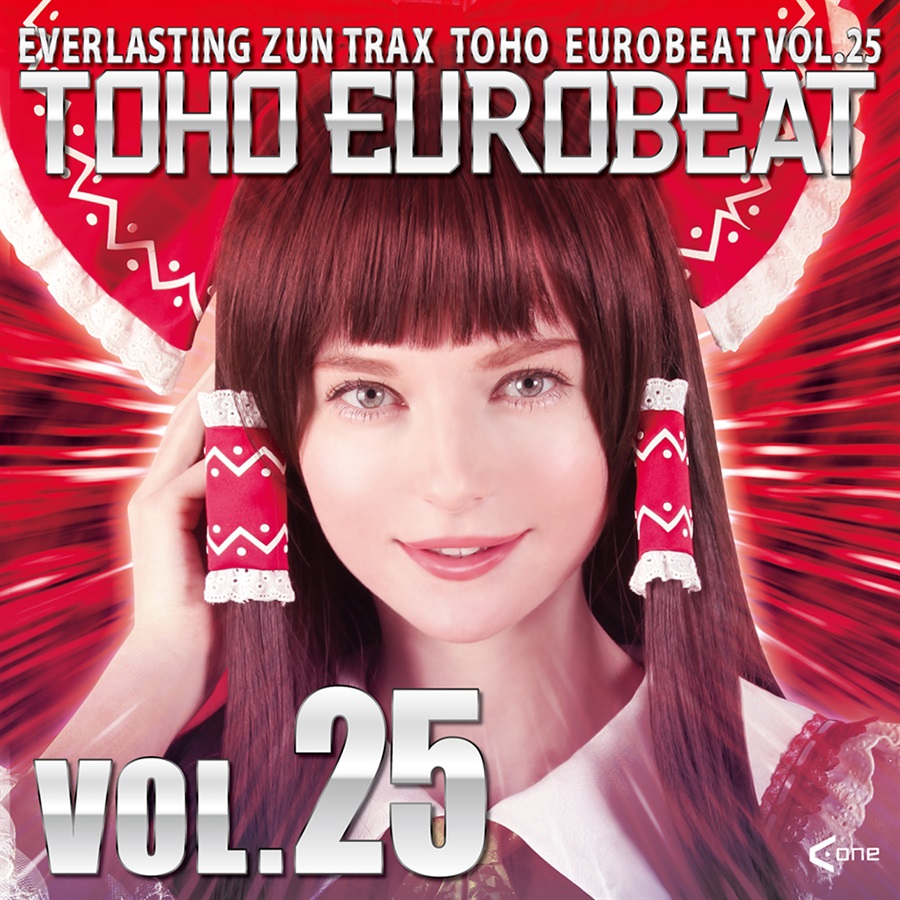 EVERLASTING ZUN TRAX TOHO EUROBEAT VOL.25
TOHO EUROBEAT
VOL.25
A-one